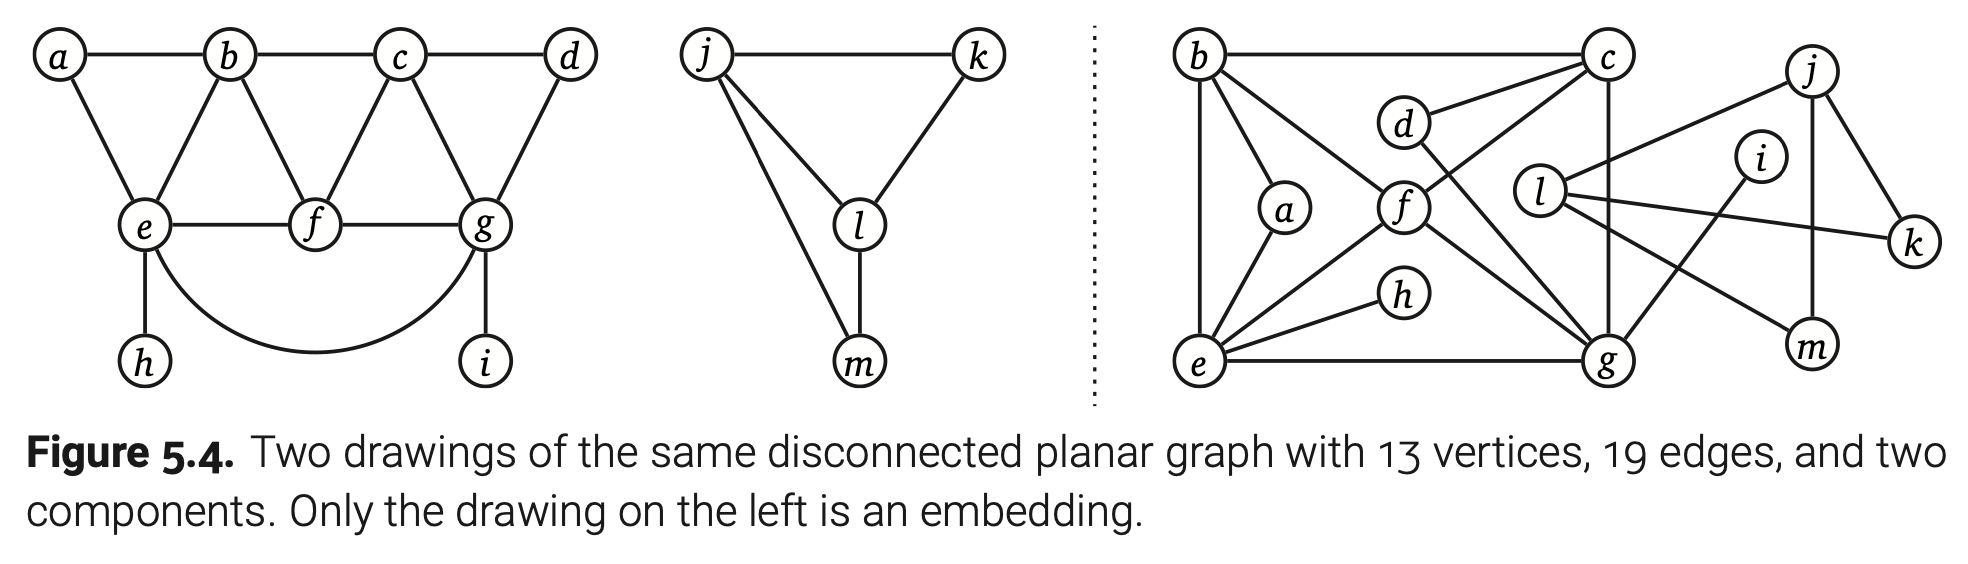 a b c d j k b c j
d i
a f l
e f g l h k
h i m e g m
Figure 5.4. Two drawings of the same disconnected planar graph with 13 vertices, 19 edges, and two
components. Only the drawing on the left is an embedding.